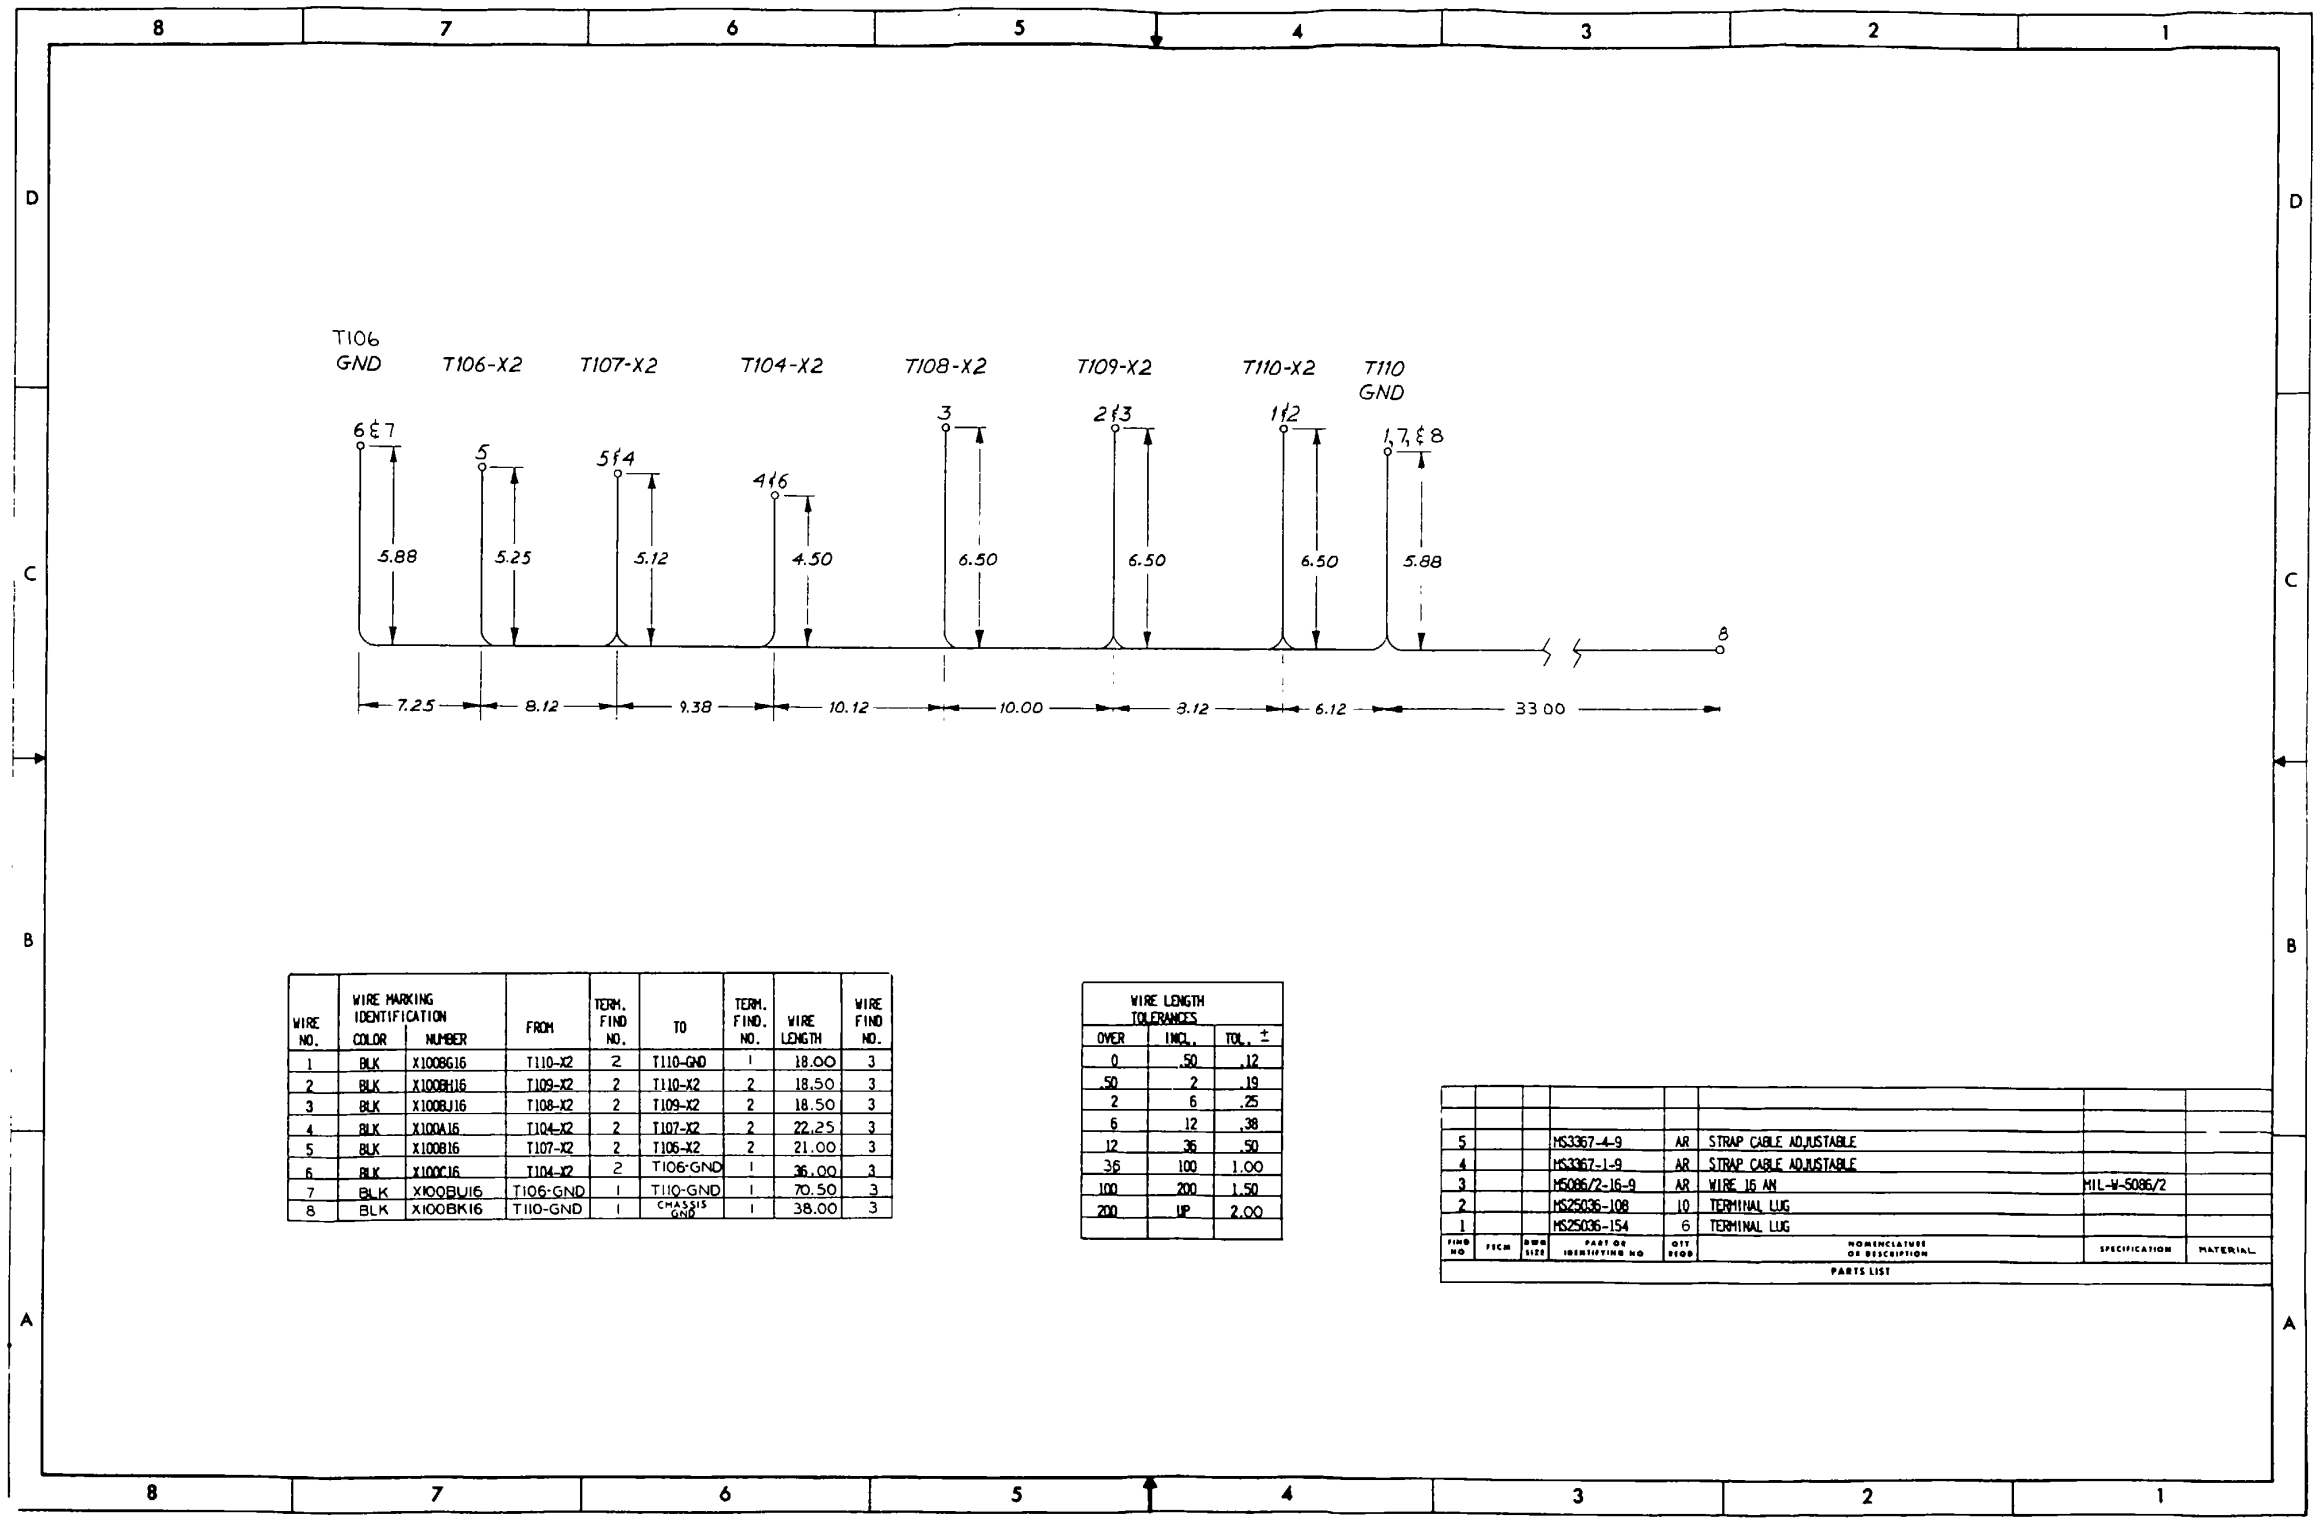 8 7 6 5 4 3 2 1
D D
T106
GND T106-X2 T107-X2 T104-X2 T108-X2 T109-X2 T110-X2 T110
GND
6&7 5 5&4 4&6 3 2&3 1&2 1,7,&8
5.88 5.25 5.12 4.50 6.50 6.50 6.50 5.88
C C
8
7.25 8.12 9.38 10.12 10.00 8.12 6.12 33.00
B B
WIRE NO. WIRE MARKING IDENTIFICATION COLOR NUMBER FROM TERM. FIND NO. TO TERM. FIND. NO. WIRE LENGTH WIRE FIND NO.
1 BLK X100BG16 T110-X2 2 T110-GND 1 18.00 3
2 BLK X100BH16 T109-X2 2 T110-X2 2 18.50 3
3 BLK X100BJ16 T108-X2 2 T109-X2 2 18.50 3
4 BLK X100A16 T104-X2 2 T107-X2 2 22.25 3
5 BLK X100B16 T107-X2 2 T106-X2 2 21.00 3
6 BLK X100C16 T104-X2 2 T106-GND 1 36.00 3
7 BLK X100BU16 T106-GND 1 T110-GND 1 70.50 3
8 BLK X100BK16 T110-GND 1 CHASSIS GND 1 38.00 3
WIRE LENGTH
TOLERANCES
OVER INCL. TOL. ±
0 .50 .12
.50 2 .19
2 6 .25
6 12 .38
12 36 .50
36 100 1.00
100 200 1.50
200 UP 2.00
5 MS3367-4-9 AR STRAP CABLE ADJUSTABLE
4 MS3367-1-9 AR STRAP CABLE ADJUSTABLE
3 M5086/2-16-9 AR WIRE 16 AN MIL-W-5086/2
2 MS25036-108 10 TERMINAL LUG
1 MS25036-154 6 TERMINAL LUG
FIND NO FSCM DWG SIZE PART OR IDENTIFYING NO QTY REQD NOMENCLATURE OR DESCRIPTION SPECIFICATION MATERIAL
PARTS LIST
A A
8 7 6 5 4 3 2 1